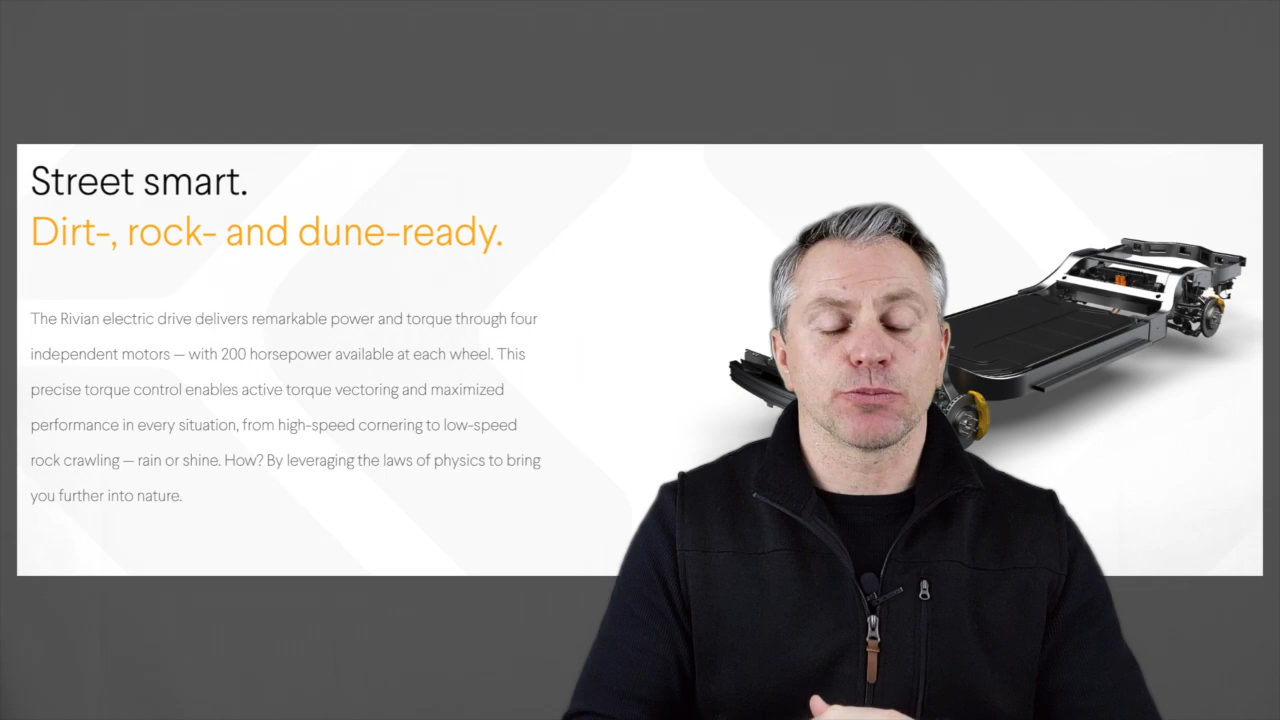 Street smart.
Dirt-, rock- and dune-ready.
The Rivian electric drive delivers remarkable power and torque through four
independent motors — with 200 horsepower available at each wheel. This
precise torque control enables active torque vectoring and maximized
performance in every situation, from high-speed cornering to low-speed
rock crawling — rain or shine. How? By leveraging the laws of physics to bring
you further into nature.